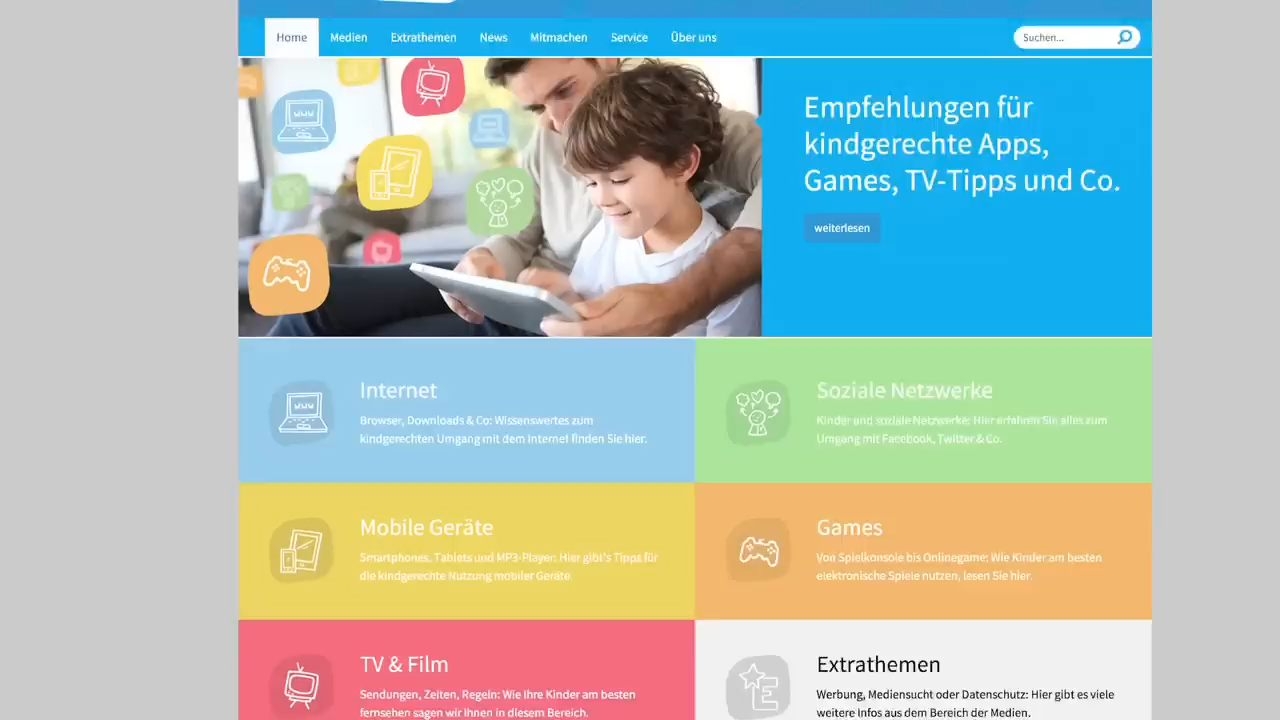 Home Medien Extrathemen News Mitmachen Service Über uns Suchen...
Empfehlungen für
kindgerechte Apps,
Games, TV-Tipps und Co.
weiterlesen
Internet
Browser, Downloads & Co: Wissenswertes zum
kindgerechten Umgang mit dem Internet finden Sie hier.
Soziale Netzwerke
Kinder und soziale Netzwerke: Hier erfahren Sie alles zum
Umgang mit Facebook, Twitter & Co.
Mobile Geräte
Smartphones, Tablets und MP3-Player: Hier gibt's Tipps für
die kindgerechte Nutzung mobiler Geräte.
Games
Von Spielkonsole bis Onlinegame: Wie Kinder am besten
elektronische Spiele nutzen, lesen Sie hier.
TV & Film
Sendungen, Zeiten, Regeln: Wie Ihre Kinder am besten
fernsehen sagen wir Ihnen in diesem Bereich.
Extrathemen
Werbung, Mediensucht oder Datenschutz: Hier gibt es viele
weitere Infos aus dem Bereich der Medien.